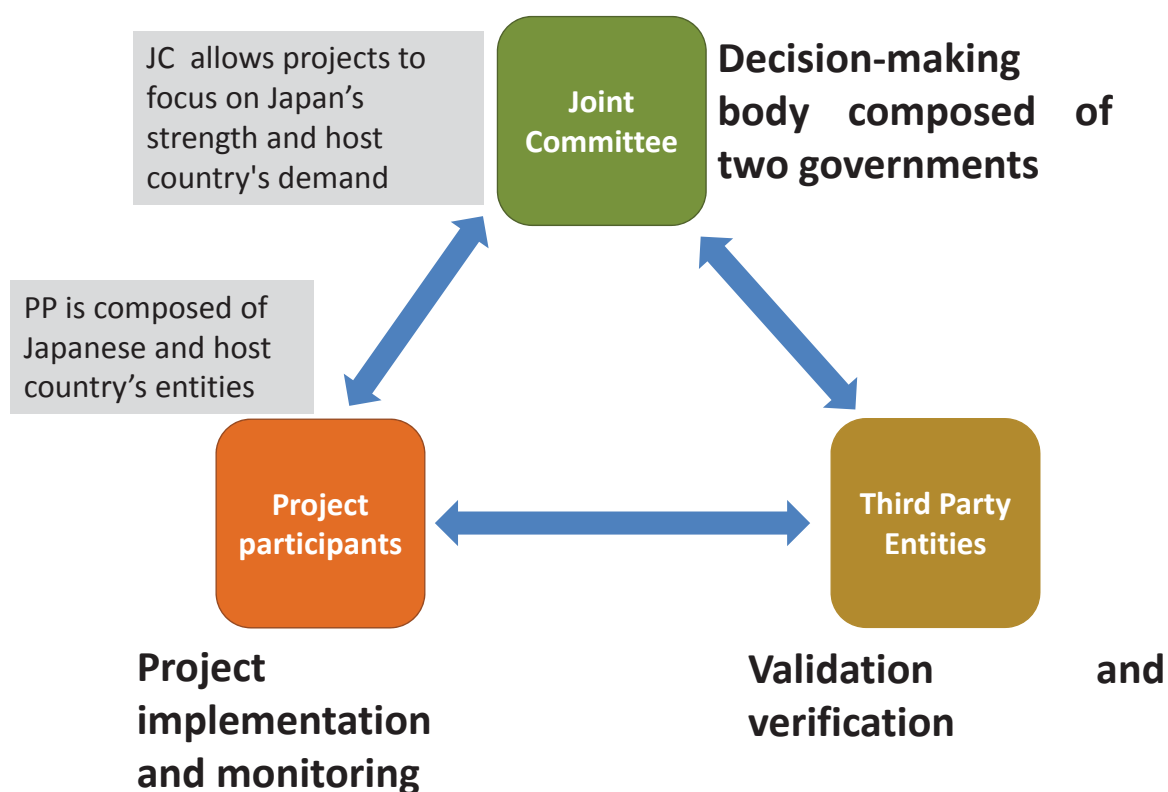 JC allows projects to
focus on Japan's
strength and host
country's demand
Joint
Committee
Decision-making
body composed of
two governments
PP is composed of
Japanese and host
country's entities
Project
participants
Third Party
Entities
Project
implementation
and monitoring
Validation and
verification